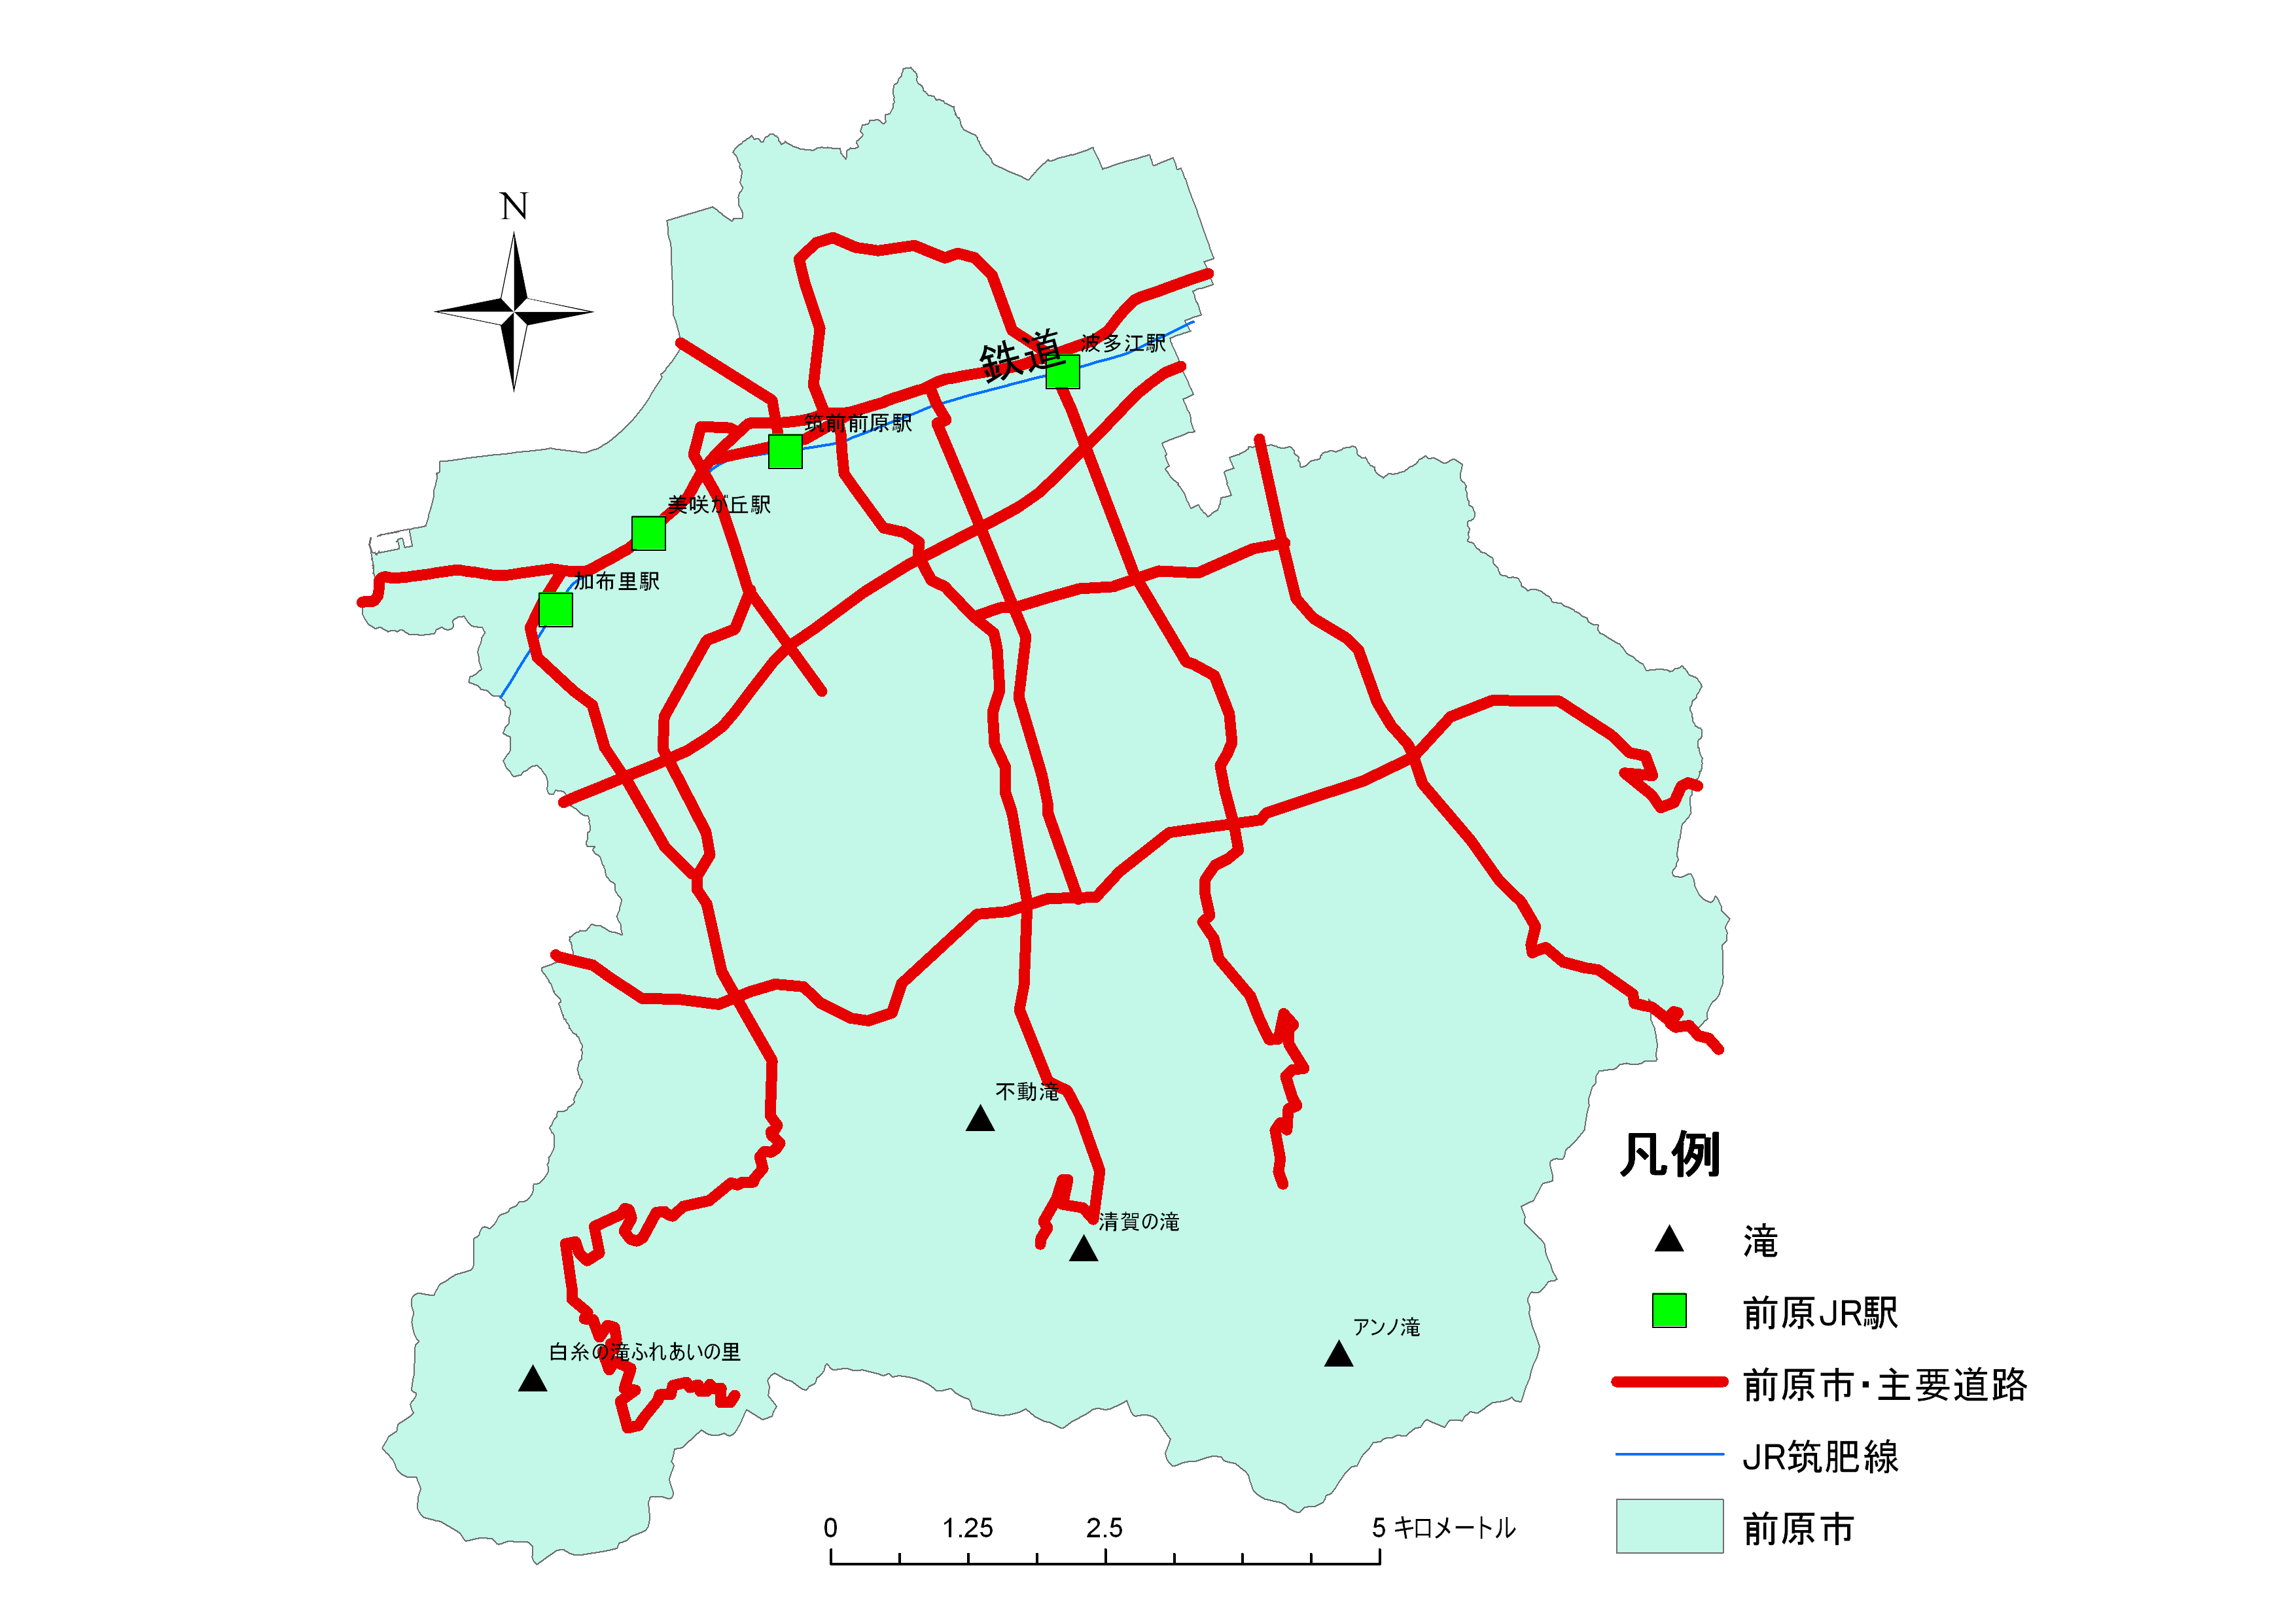 N
鉄道
波多江駅
筑前前原駅
美咲が丘駅
加布里駅
不動滝
清賀の滝
アンノ滝
白糸の滝ふれあいの里
凡例
滝
前原JR駅
前原市・主要道路
JR筑肥線
前原市
0 1.25 2.5 5 キロメートル